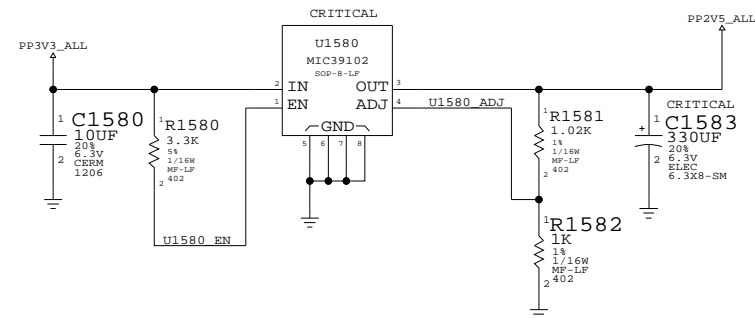 CRITICAL
PP2V5_ALL
PP3V3_ALL
U1580
MIC39102
SOP-8-LF
2 IN OUT 3
1 EN ADJ 4 U1580_ADJ
GND
5 6 7 8
1 C1580
10UF
20%
6.3V
CERM
1206
2
1 R1580
3.3K
5%
1/16W
MF-LF
402
2
U1580_EN
1 R1581
1.02K
1%
1/16W
MF-LF
402
2
CRITICAL
1 C1583
330UF
20%
6.3V
ELEC
6.3X8-SM
2
+
1 R1582
1K
1%
1/16W
MF-LF
402
2